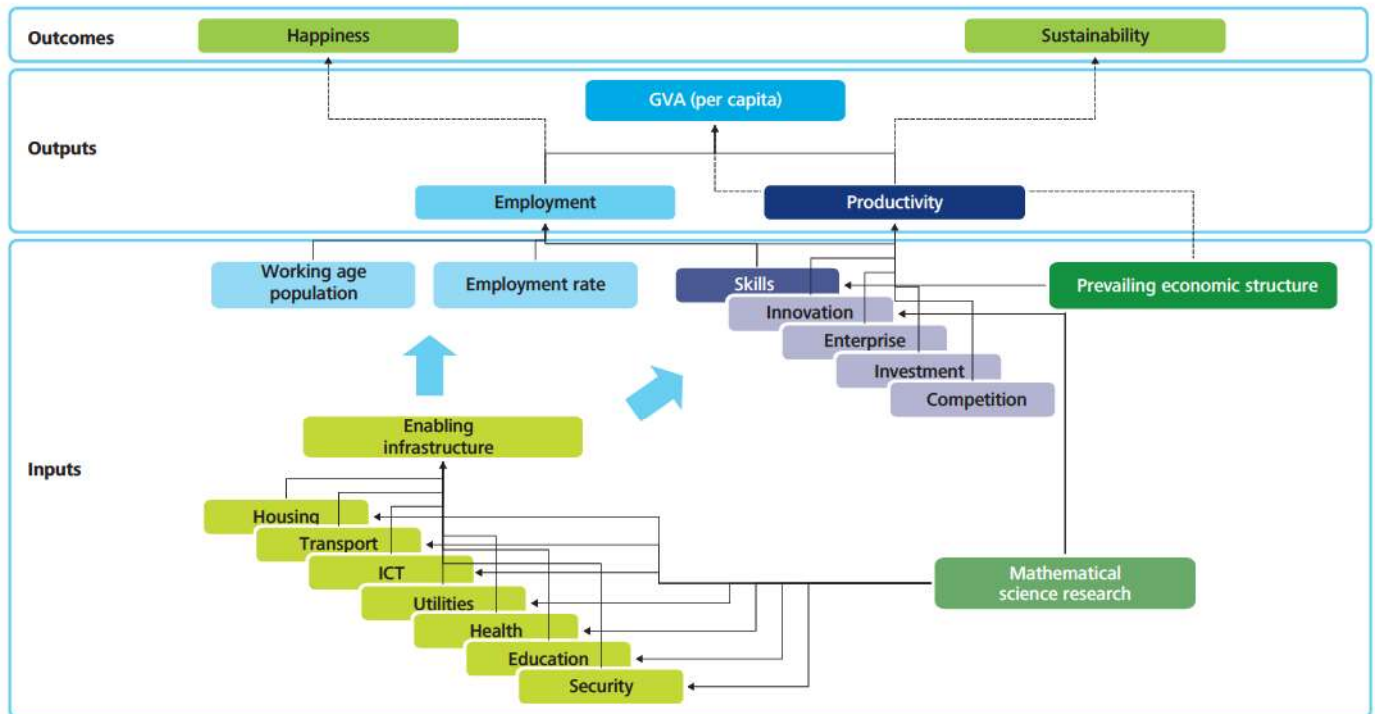 Outcomes
Happiness
Sustainability
GVA (per capita)
Outputs
Employment
Productivity
Working age
population
Employment rate
Skills
Prevailing economic structure
Innovation
Enterprise
Investment
Competition
Enabling
infrastructure
Inputs
Housing
Transport
ICT
Utilities
Health
Education
Security
Mathematical
science research